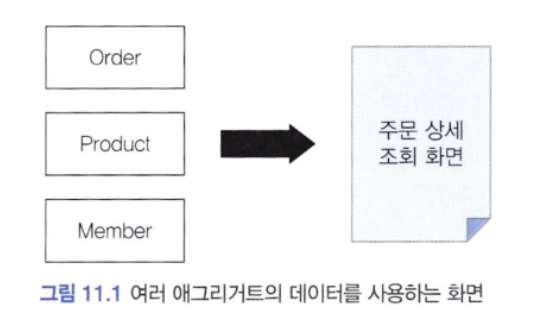 Order
Product
Member
주문 상세
조회 화면
그림 11.1 여러 애그리거트의 데이터를 사용하는 화면